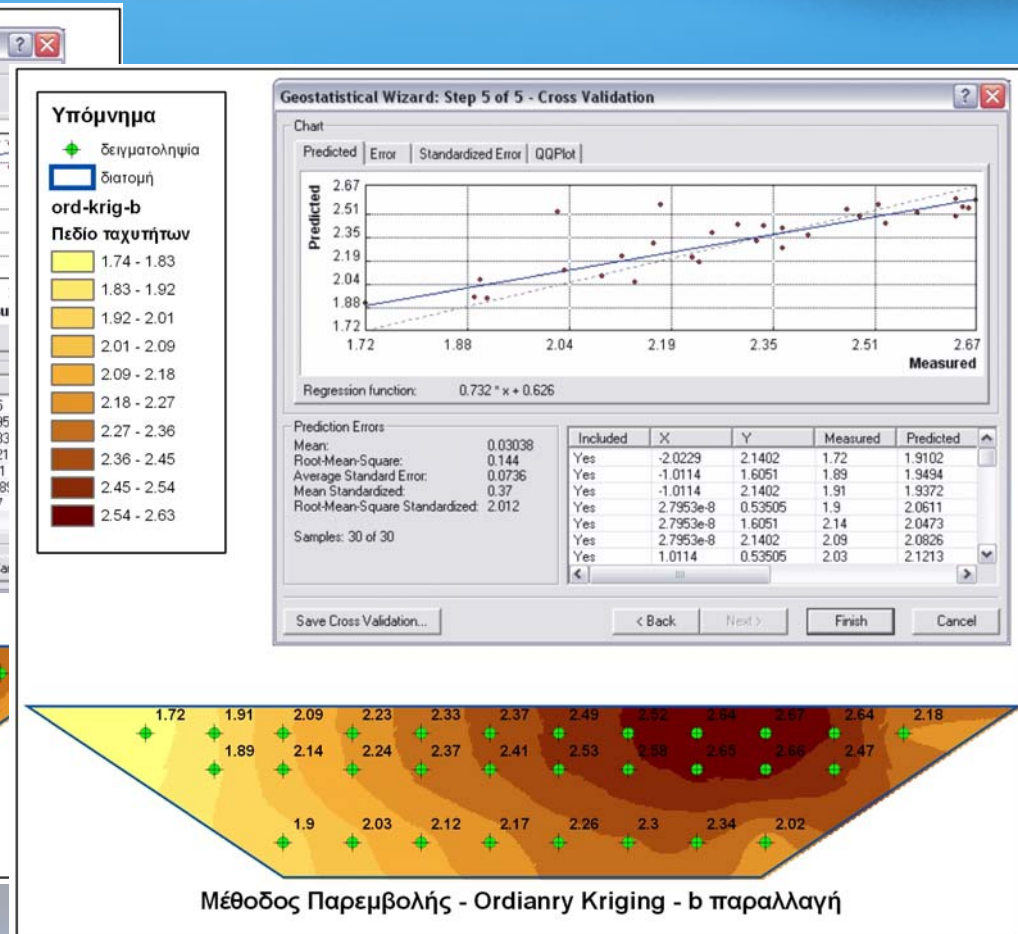 Υπόμνημα
δειγματοληψία
διατομή
ord-krig-b
Πεδίο ταχυτήτων
1.74 - 1.83
1.83 - 1.92
1.92 - 2.01
2.01 - 2.09
2.09 - 2.18
2.18 - 2.27
2.27 - 2.36
2.36 - 2.45
2.45 - 2.54
2.54 - 2.63
Geostatistical Wizard: Step 5 of 5 - Cross Validation
Chart
Predicted Error Standardized Error QQPlot
Predicted
2.67
2.51
2.35
2.19
2.04
1.88
1.72
1.72 1.88 2.04 2.19 2.35 2.51 2.67
Measured
Regression function: 0.732 * x + 0.626
Prediction Errors
Mean: 0.03038
Root-Mean-Square: 0.144
Average Standard Error: 0.0736
Mean Standardized: 0.37
Root-Mean-Square Standardized: 2.012
Samples: 30 of 30
Included X Y Measured Predicted
Yes -2.0229 2.1402 1.72 1.9102
Yes -1.0114 1.6051 1.89 1.9494
Yes -1.0114 2.1402 1.91 1.9372
Yes 2.7953e-8 0.53505 1.9 2.0611
Yes 2.7953e-8 1.6051 2.14 2.0473
Yes 2.7953e-8 2.1402 2.09 2.0826
Yes 1.0114 0.53505 2.03 2.1213
Save Cross Validation... < Back Next > Finish Cancel
1.72 1.91 2.09 2.23 2.33 2.37 2.49 2.52 2.64 2.67 2.64 2.18
1.89 2.14 2.24 2.37 2.41 2.53 2.58 2.65 2.66 2.47
1.9 2.03 2.12 2.17 2.26 2.3 2.34 2.02
Μέθοδος Παρεμβολής - Ordianry Kriging - b παραλλαγή